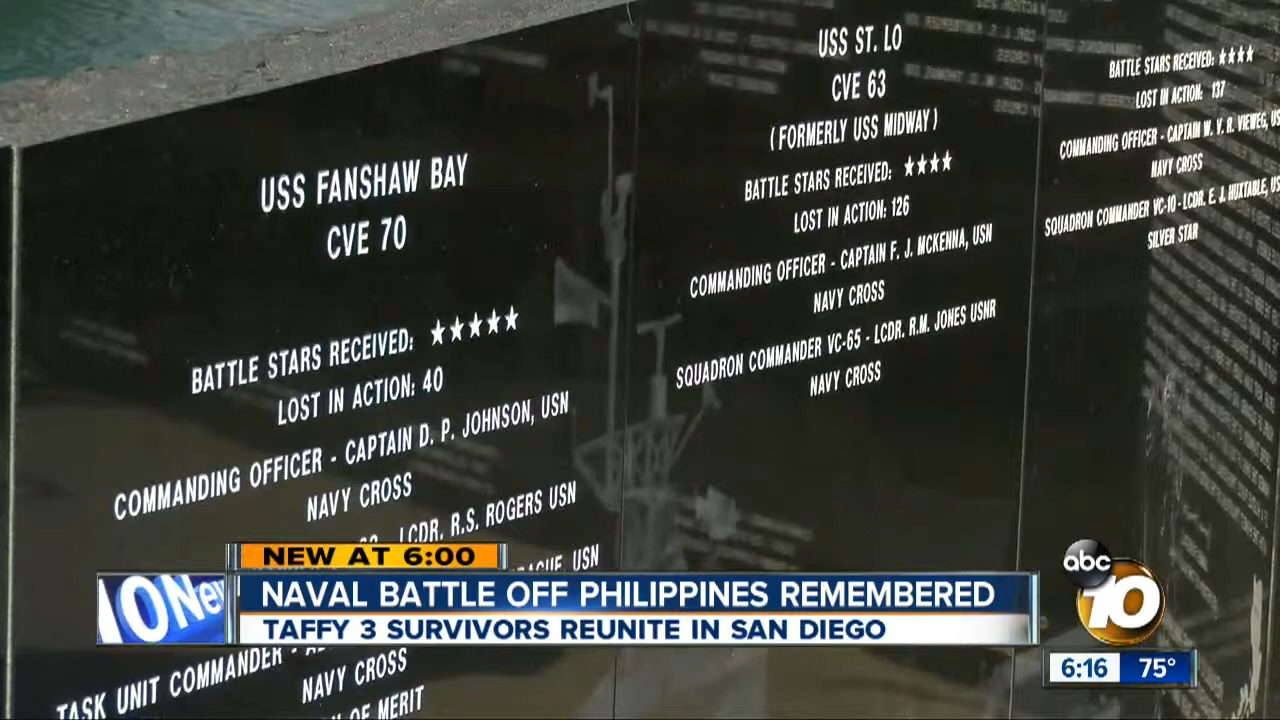 USS FANSHAW BAY
CVE 70
BATTLE STARS RECEIVED: ★★★★★
LOST IN ACTION: 40
COMMANDING OFFICER - CAPTAIN D. P. JOHNSON, USN
NAVY CROSS
LCDR. R.S. ROGERS USN
USN
TASK UNIT COMMANDER -
NAVY CROSS
OF MERIT
USS ST. LO
CVE 63
(FORMERLY USS MIDWAY)
BATTLE STARS RECEIVED: ★★★★
LOST IN ACTION: 126
COMMANDING OFFICER - CAPTAIN F. J. MCKENNA, USN
NAVY CROSS
SQUADRON COMMANDER VC-65 - LCDR. R.M. JONES USNR
NAVY CROSS
BATTLE STARS RECEIVED: ★★★★
LOST IN ACTION: 137
COMMANDING OFFICER - CAPTAIN W. V. R. VIEWEG, US
NAVY CROSS
SQUADRON COMMANDER VC-10 - LCDR. E. J. HUXTABLE, US
SILVER STAR
NEW AT 6:00
10News
NAVAL BATTLE OFF PHILIPPINES REMEMBERED
TAFFY 3 SURVIVORS REUNITE IN SAN DIEGO
abc
10
6:16 75°